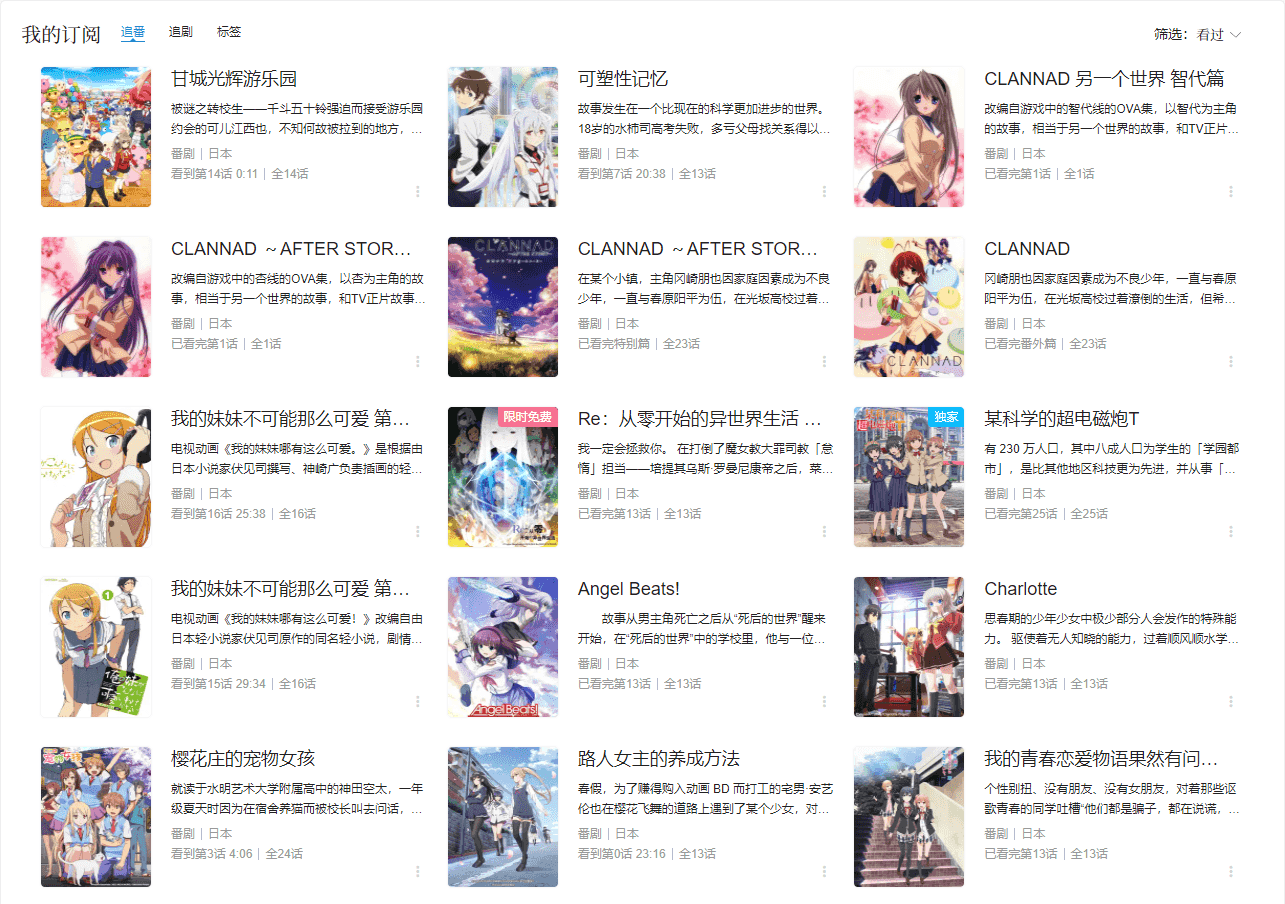 我的订阅 追番 追剧 标签 筛选： 看过
甘城光辉游乐园
被谜之转校生——千斗五十铃强迫而接受游乐园
约会的可儿江西也，不知何故被拉到的地方，...
番剧｜日本
看到第14话 0:11｜全14话
可塑性记忆
故事发生在一个比现在的科学更加进步的世界。
18岁的水柿司高考失败，多亏父母找关系得以...
番剧｜日本
看到第7话 20:38｜全13话
CLANNAD 另一个世界 智代篇
改编自游戏中的智代线的OVA集，以智代为主角
的故事，相当于另一个世界的故事，和TV正片...
番剧｜日本
已看完第1话｜全1话
CLANNAD ～AFTER STOR...
改编自游戏中的杏线的OVA集，以杏为主角的故
事，相当于另一个世界的故事，和TV正片故事...
番剧｜日本
已看完第1话｜全1话
CLANNAD
AFTER STORY
CLANNAD ～AFTER STOR...
在某个小镇，主角冈崎朋也因家庭因素成为不良
少年，一直与春原阳平为伍，在光坂高校过着...
番剧｜日本
已看完特别篇｜全23话
CLANNAD
CLANNAD
冈崎朋也因家庭因素成为不良少年，一直与春原
阳平为伍，在光坂高校过着潦倒的生活，但希...
番剧｜日本
已看完番外篇｜全23话
我的妹妹不可能那么可爱 第...
电视动画《我的妹妹哪有这么可爱。》是根据由
日本小说家伏见司撰写、神崎广负责插画的轻...
番剧｜日本
看到第16话 25:38｜全16话
限时免费
Re：从零开始的异世界生活 ...
我一定会拯救你。 在打倒了魔女教大罪司教「怠
惰」担当——培提其乌斯·罗曼尼康帝之后，菜...
番剧｜日本
已看完第13话｜全13话
独家
某科学的超电磁炮T
有 230 万人口，其中八成人口为学生的「学园都
市」，是比其他地区科技更为先进，并从事「...
番剧｜日本
已看完第25话｜全25话
1
我的妹妹不可能那么可爱 第...
电视动画《我的妹妹哪有这么可爱！》改编自由
日本轻小说家伏见司原作的同名轻小说，剧情...
番剧｜日本
看到第15话 29:34｜全16话
Angel Beats!
Angel Beats!
故事从男主角死亡之后从“死后的世界”醒来
开始，在“死后的世界”中的学校里，他与一位...
番剧｜日本
已看完第13话｜全13话
Charlotte
思春期的少年少女中极少部分人会发作的特殊能
力。 驱使着无人知晓的能力，过着顺风顺水学...
番剧｜日本
已看完第13话｜全13话
樱花庄的宠物女孩
就读于水明艺术大学附属高中的神田空太，一年
级夏天时因为在宿舍养猫而被校长叫去问话，...
番剧｜日本
看到第3话 4:06｜全24话
路人女主的养成方法
春假，为了赚得购入动画 BD 而打工的宅男·安艺
伦也在樱花飞舞的道路上遇到了某个少女，对...
番剧｜日本
看到第0话 23:16｜全13话
我的青春恋爱物语果然有问...
个性别扭、没有朋友、没有女朋友，对着那些讴
歌青春的同学吐槽“他们都是骗子，都在说谎，...
番剧｜日本
已看完第13话｜全13话